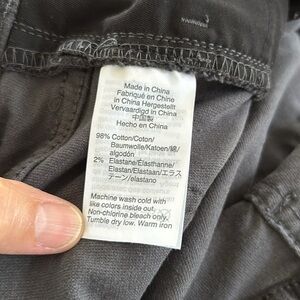 Made in China
Fabriqué en Chine
in China Hergestellt
Vervaardigd in China
中国製
Hecho en China
98% Cotton/Coton/
Baumwolle/Katoen/綿/
algodón
2% Elastane/Élasthanne/
Elastan/Elastaan/エラス
テーン/elastano
Machine wash cold with
like colors inside out.
Non-chlorine bleach only.
Tumble dry low. Warm iron